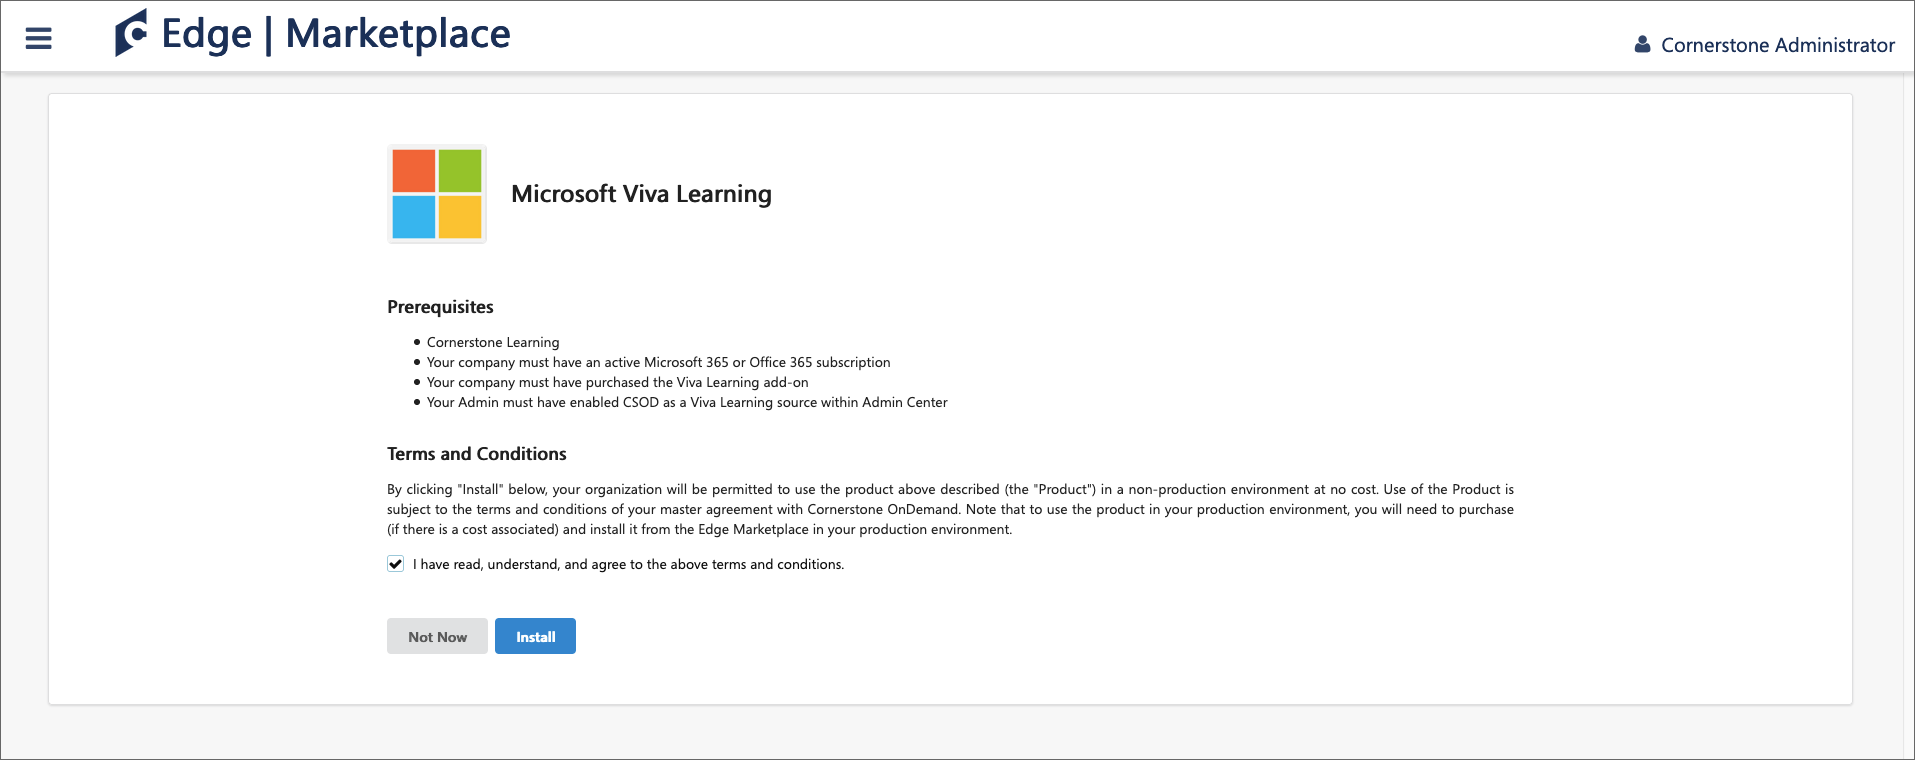 Edge | Marketplace
Cornerstone Administrator
Microsoft Viva Learning
Prerequisites
Cornerstone Learning
Your company must have an active Microsoft 365 or Office 365 subscription
Your company must have purchased the Viva Learning add-on
Your Admin must have enabled CSOD as a Viva Learning source within Admin Center
Terms and Conditions
By clicking "Install" below, your organization will be permitted to use the product above described (the "Product") in a non-production environment at no cost. Use of the Product is
subject to the terms and conditions of your master agreement with Cornerstone OnDemand. Note that to use the product in your production environment, you will need to purchase
(if there is a cost associated) and install it from the Edge Marketplace in your production environment.
I have read, understand, and agree to the above terms and conditions.
Not Now
Install